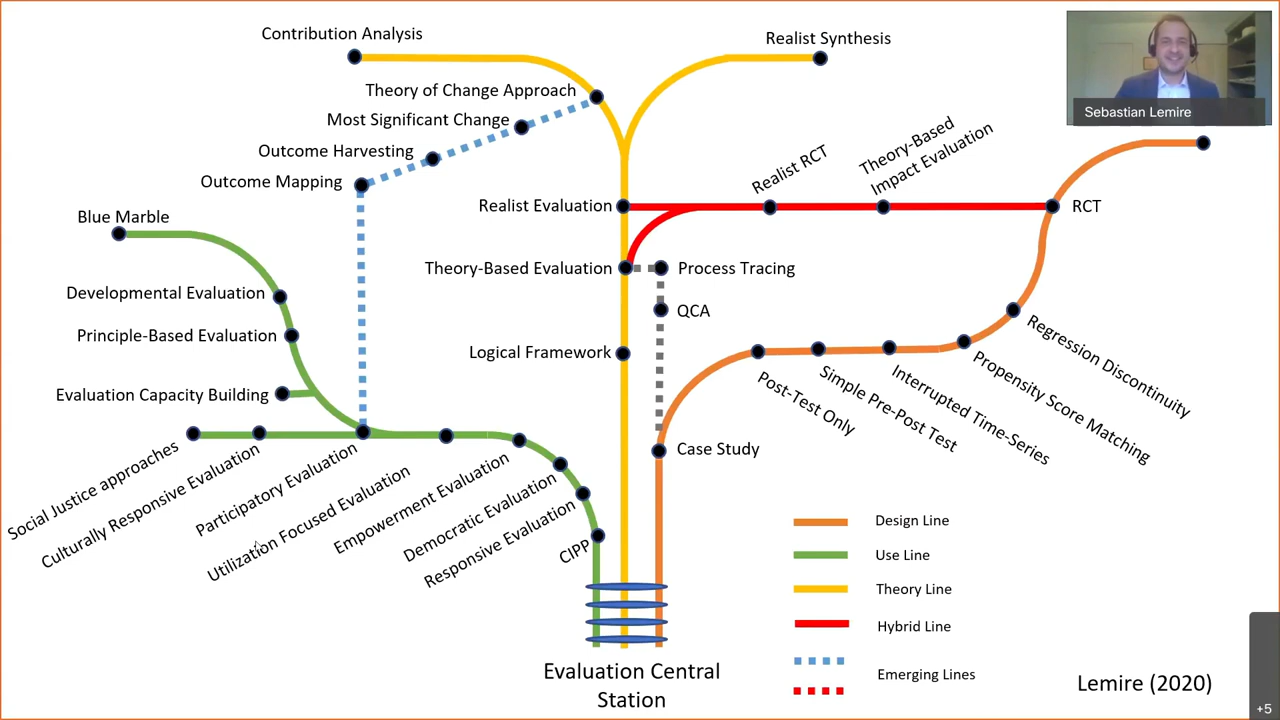 Contribution Analysis
Realist Synthesis
Sebastian Lemire
Theory of Change Approach
Most Significant Change
Outcome Harvesting
Outcome Mapping
Realist RCT
Theory-Based
Impact Evaluation
Realist Evaluation
RCT
Blue Marble
Theory-Based Evaluation
Process Tracing
Developmental Evaluation
QCA
Principle-Based Evaluation
Logical Framework
Evaluation Capacity Building
Post-Test Only
Simple Pre-Post Test
Interrupted Time-Series
Propensity Score Matching
Regression Discontinuity
Case Study
Social Justice approaches
Culturally Responsive Evaluation
Participatory Evaluation
Utilization Focused Evaluation
Empowerment Evaluation
Democratic Evaluation
Responsive Evaluation
CIPP
Design Line
Use Line
Theory Line
Hybrid Line
Emerging Lines
Evaluation Central
Station
Lemire (2020)
+5